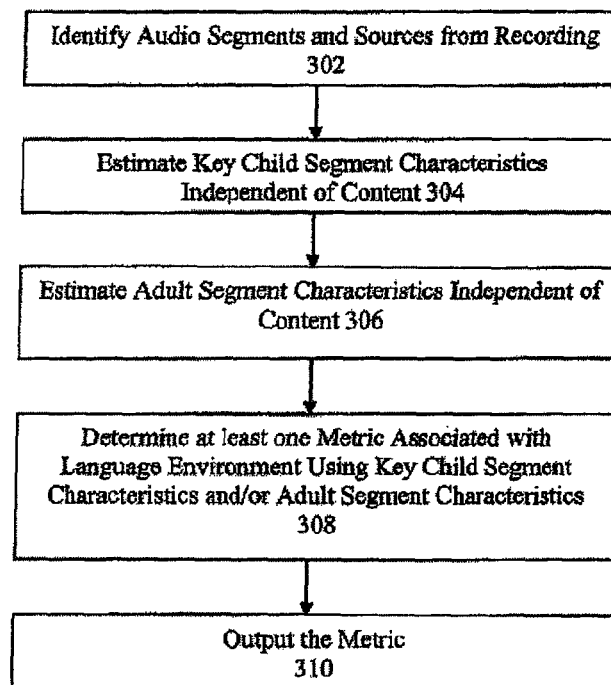 Identify Audio Segments and Sources from Recording
302
Estimate Key Child Segment Characteristics
Independent of Content 304
Estimate Adult Segment Characteristics Independent of
Content 306
Determine at least one Metric Associated with
Language Environment Using Key Child Segment
Characteristics and/or Adult Segment Characteristics
308
Output the Metric
310